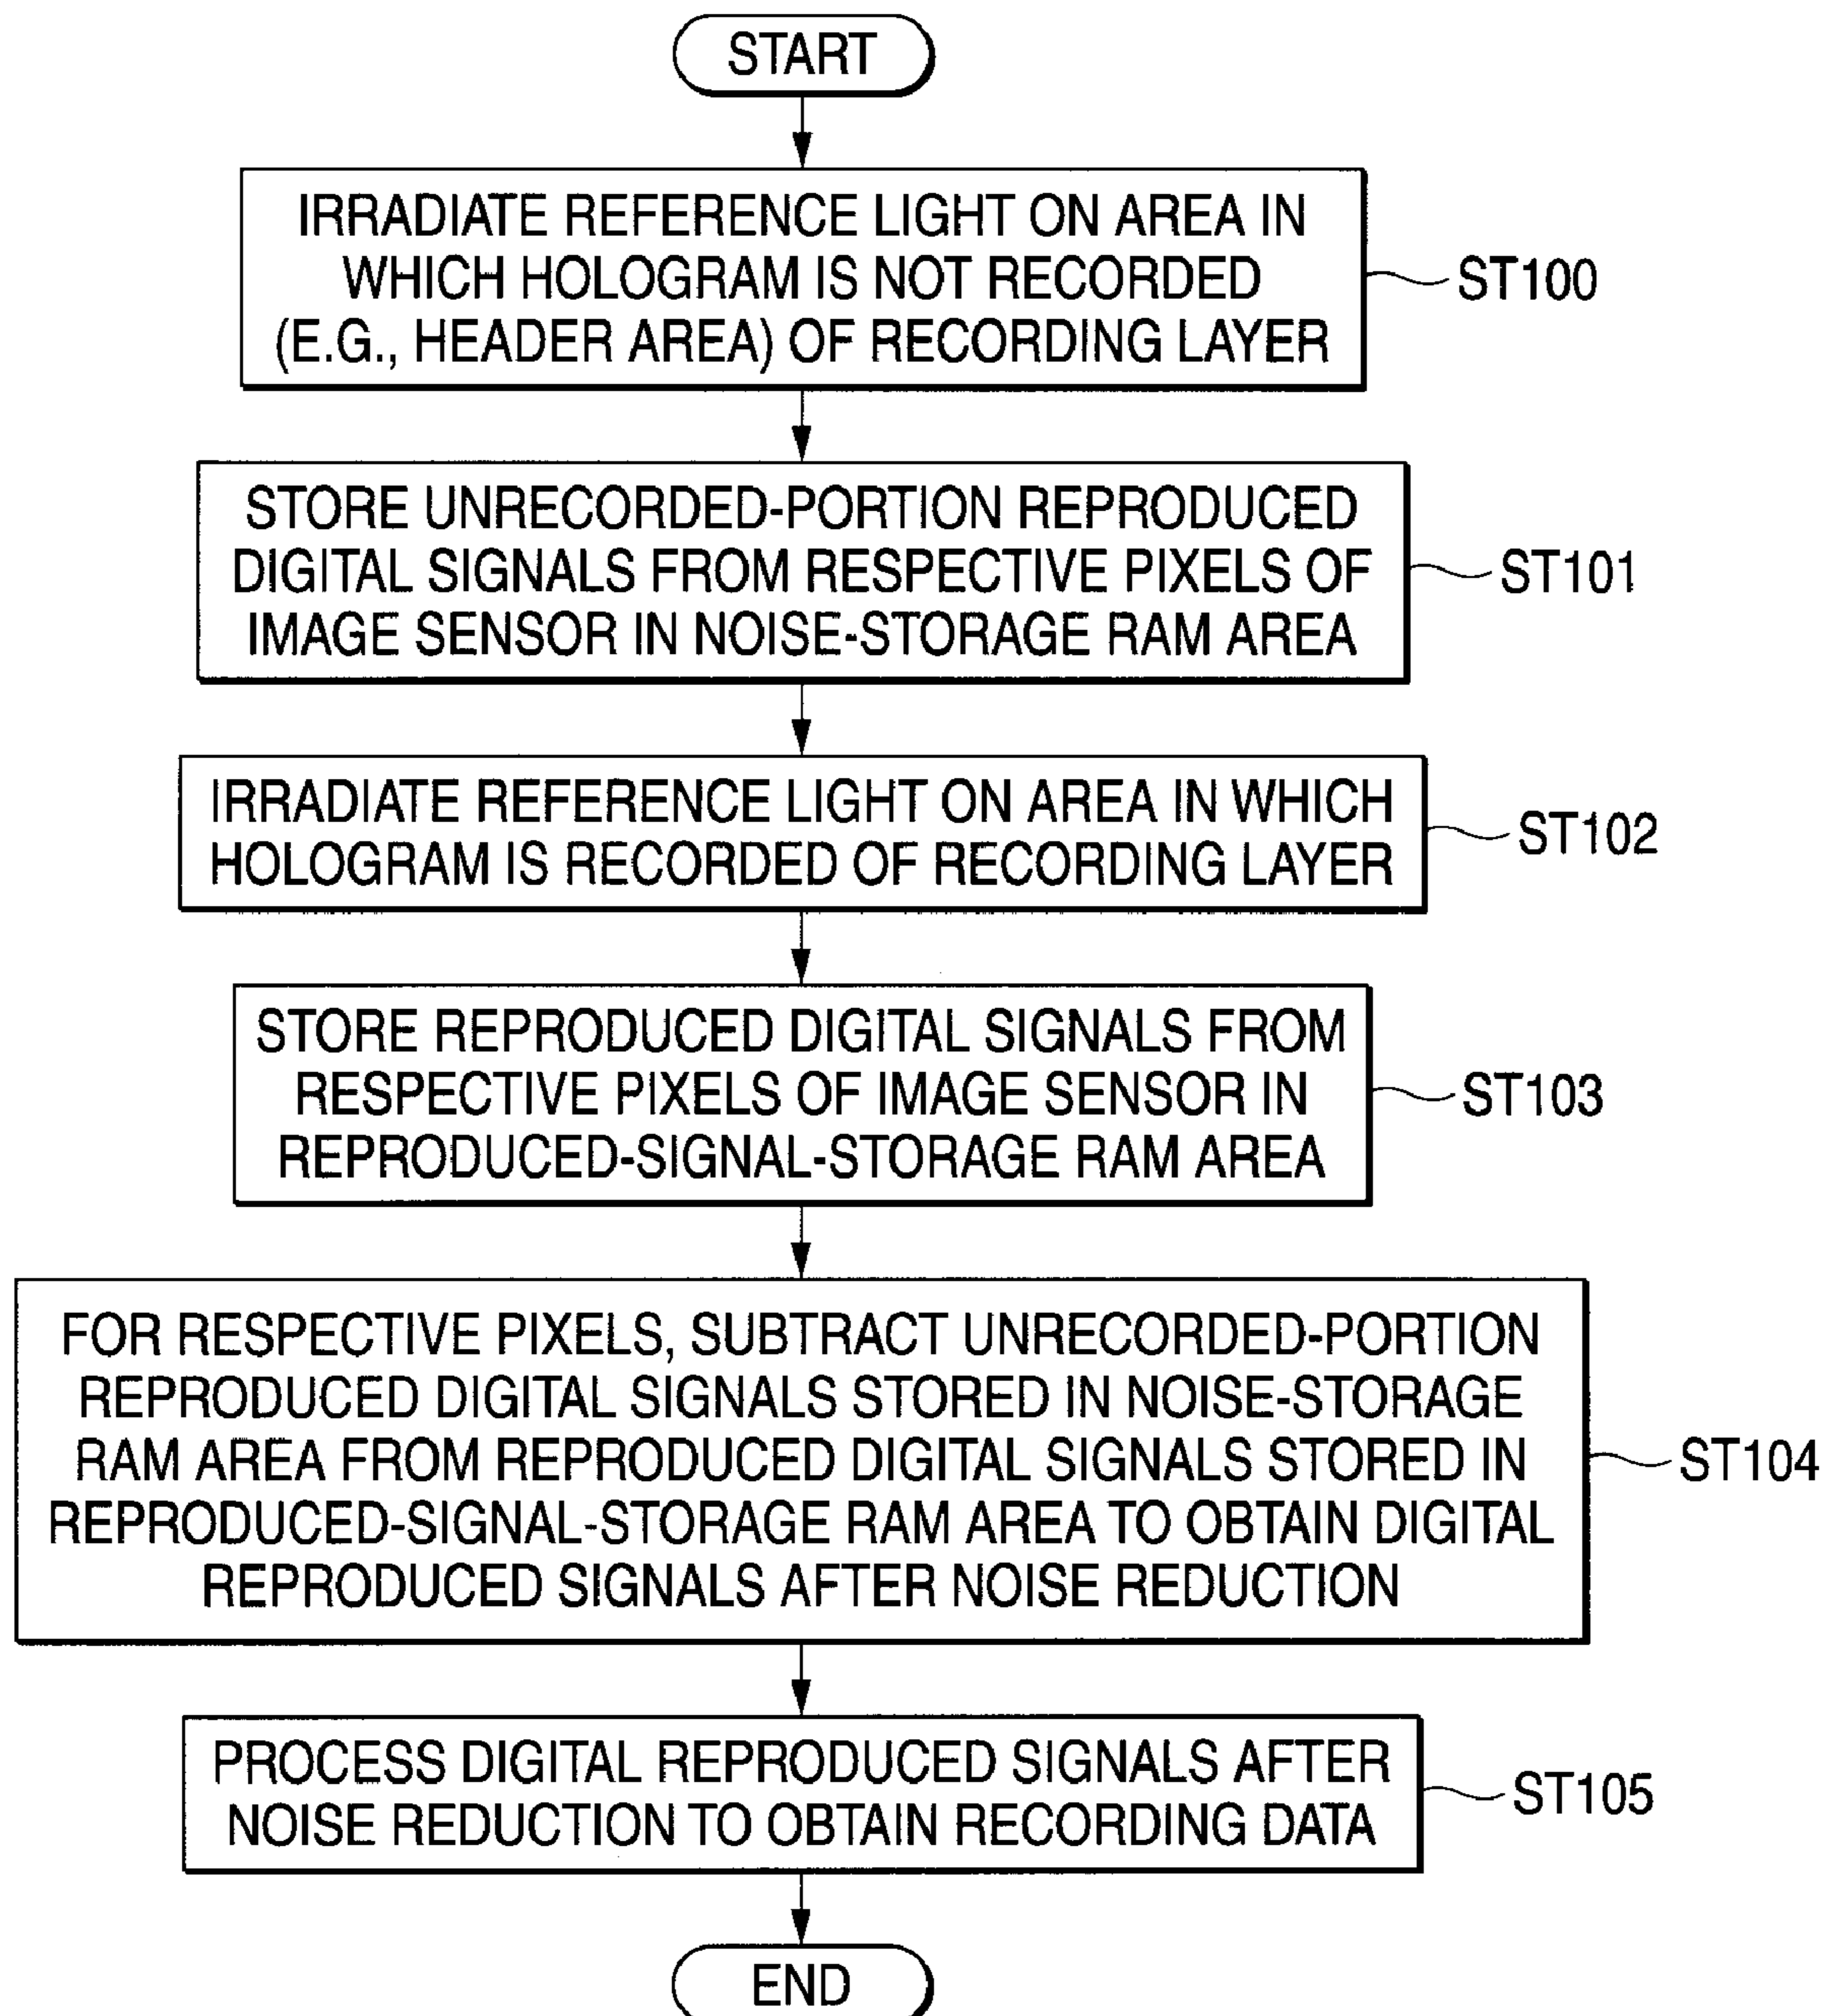 START
IRRADIATE REFERENCE LIGHT ON AREA IN
WHICH HOLOGRAM IS NOT RECORDED
(E.G., HEADER AREA) OF RECORDING LAYER
ST100
STORE UNRECORDED-PORTION REPRODUCED
DIGITAL SIGNALS FROM RESPECTIVE PIXELS OF
IMAGE SENSOR IN NOISE-STORAGE RAM AREA
ST101
IRRADIATE REFERENCE LIGHT ON AREA IN WHICH
HOLOGRAM IS RECORDED OF RECORDING LAYER
ST102
STORE REPRODUCED DIGITAL SIGNALS FROM
RESPECTIVE PIXELS OF IMAGE SENSOR IN
REPRODUCED-SIGNAL-STORAGE RAM AREA
ST103
FOR RESPECTIVE PIXELS, SUBTRACT UNRECORDED-PORTION
REPRODUCED DIGITAL SIGNALS STORED IN NOISE-STORAGE
RAM AREA FROM REPRODUCED DIGITAL SIGNALS STORED IN
REPRODUCED-SIGNAL-STORAGE RAM AREA TO OBTAIN DIGITAL
REPRODUCED SIGNALS AFTER NOISE REDUCTION
ST104
PROCESS DIGITAL REPRODUCED SIGNALS AFTER
NOISE REDUCTION TO OBTAIN RECORDING DATA
ST105
END